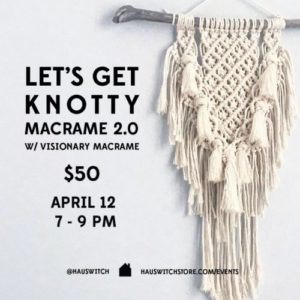 LET'S GET
KNOTTY
MACRAME 2.0
W/ VISIONARY MACRAME
$50
APRIL 12
7 - 9 PM
@HAUSWITCH
HAUSWITCHSTORE.COM/EVENTS